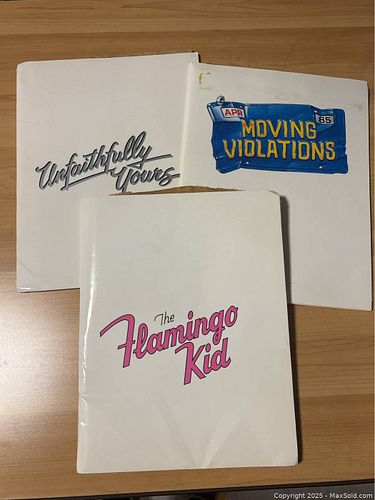 Unfaithfully
Yours
APR
85
MOVING
VIOLATIONS
The
Flamingo
Kid
Copyright 2025 - MaxSold.com